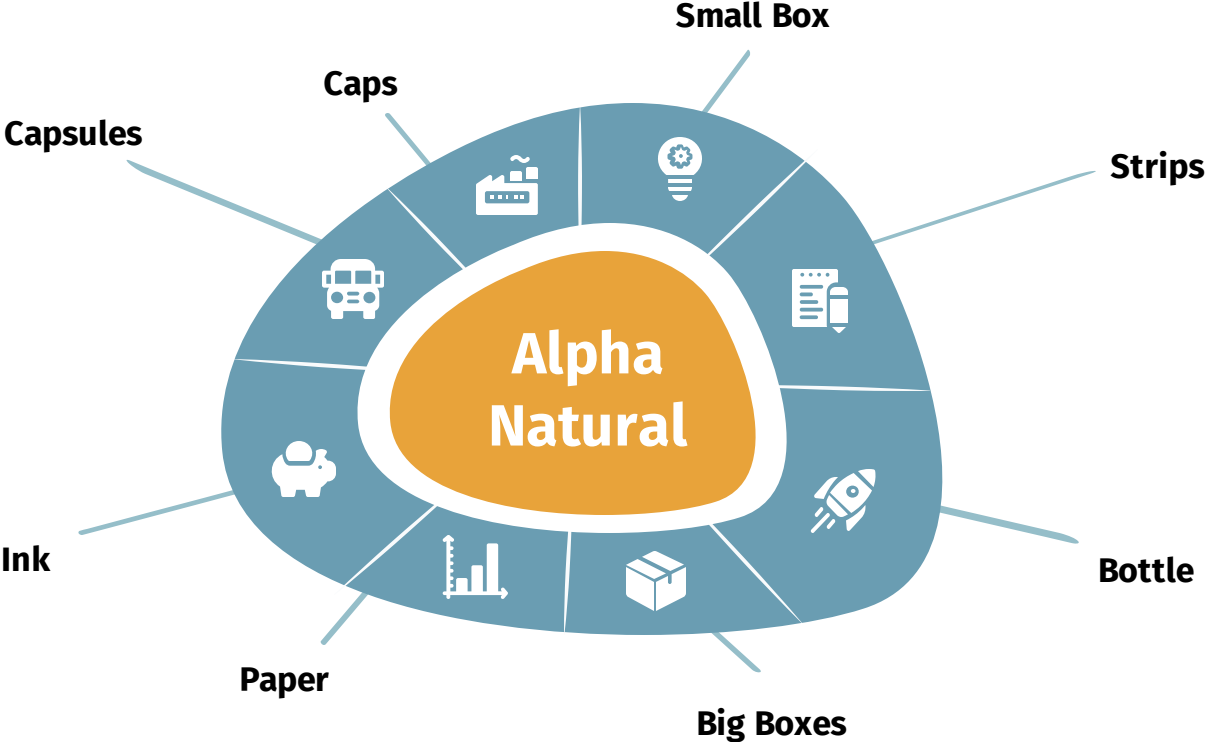 Small Box
Caps
Capsules
Strips
Alpha
Natural
Ink
Bottle
Paper
Big Boxes